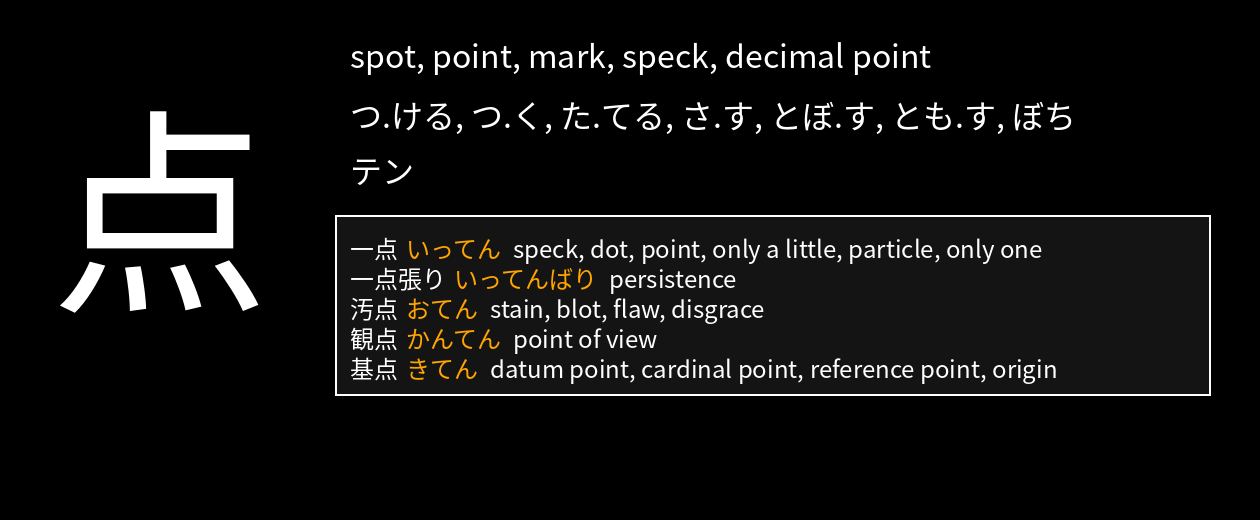 点
spot, point, mark, speck, decimal point
つ.ける, つ.く, た.てる, さ.す, とぼ.す, とも.す, ぼち
テン
一点 いってん speck, dot, point, only a little, particle, only one
一点張り いってんばり persistence
汚点 おてん stain, blot, flaw, disgrace
観点 かんてん point of view
基点 きてん datum point, cardinal point, reference point, origin